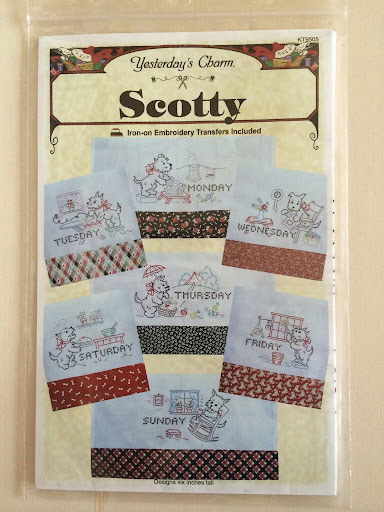 KT5505
Yesterday's Charm
Scotty
Iron-on Embroidery Transfers Included
MONDAY
TUESDAY
WEDNESDAY
THURSDAY
SATURDAY
FRIDAY
SUNDAY
Designs six inches tall